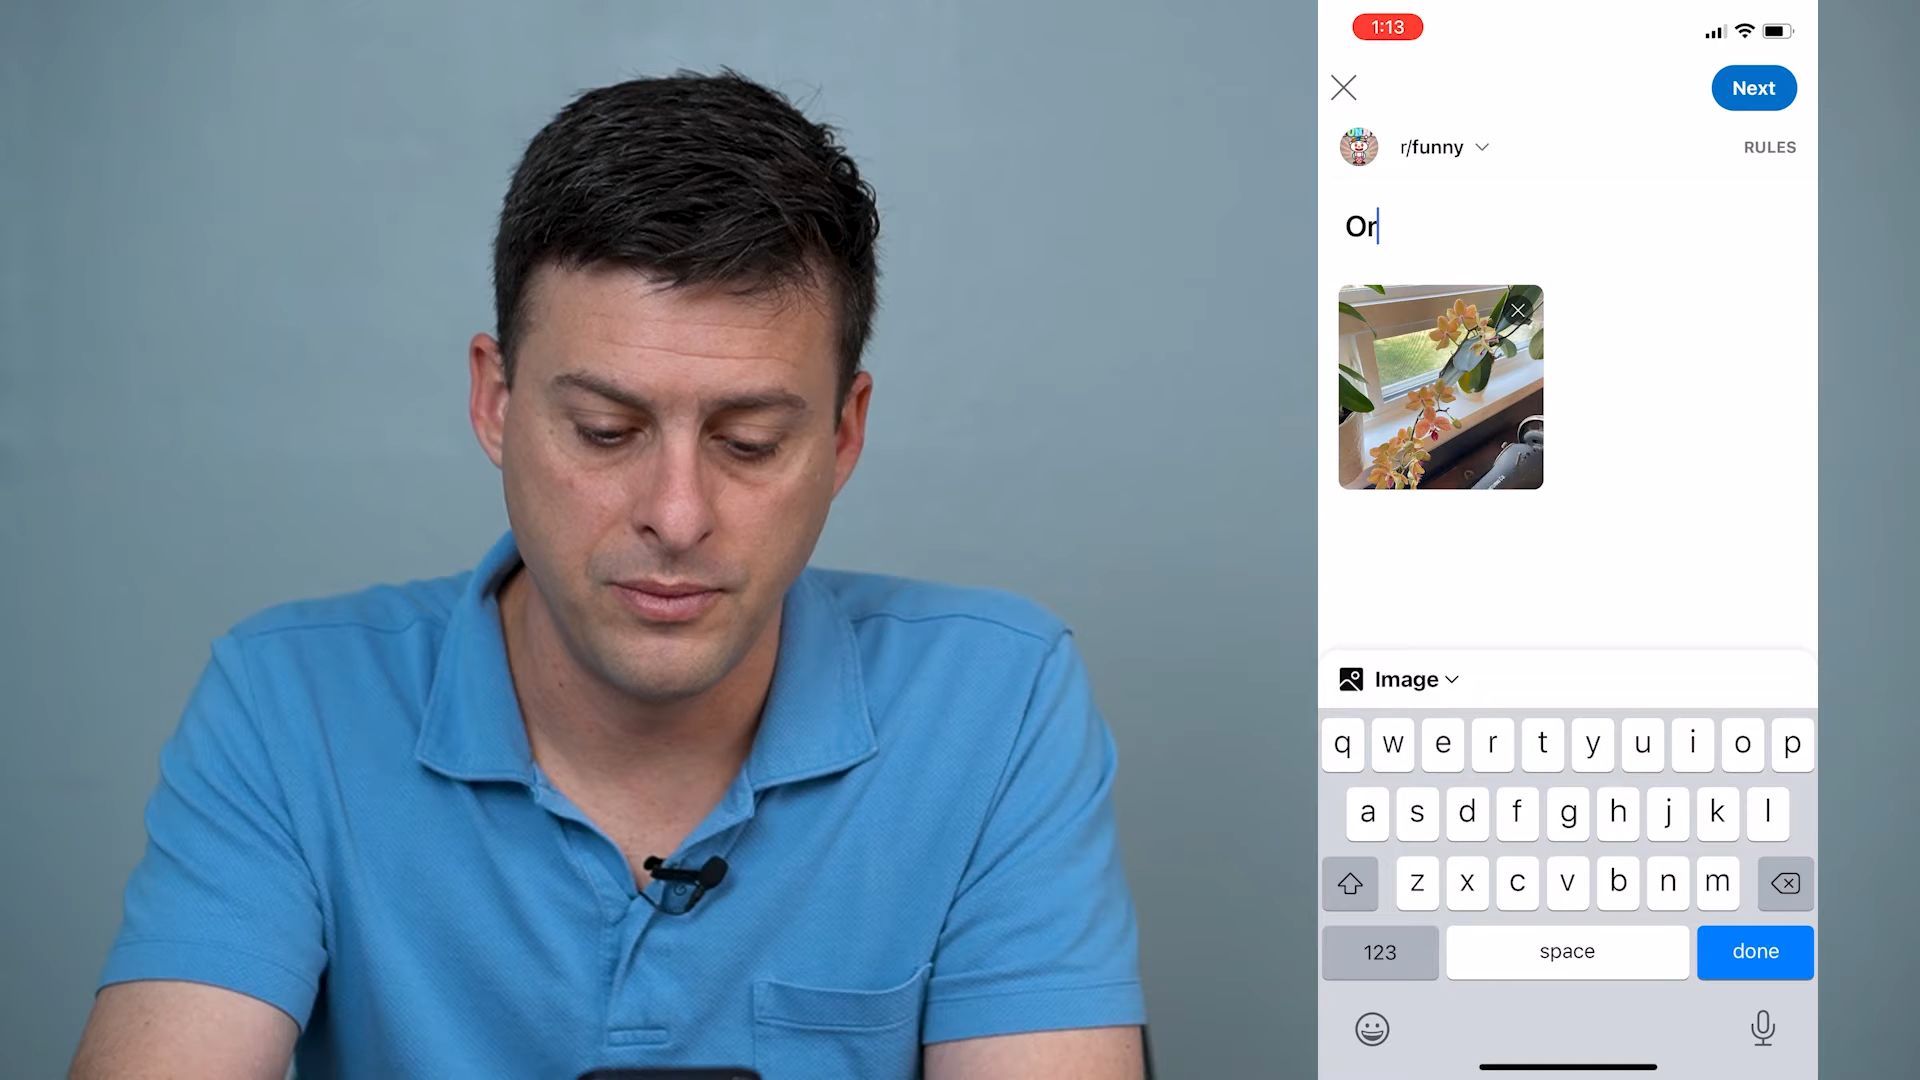 1:13
Next
r/funny
RULES
Or
Image
q w e r t y u i o p
a s d f g h j k l
z x c v b n m
123 space done